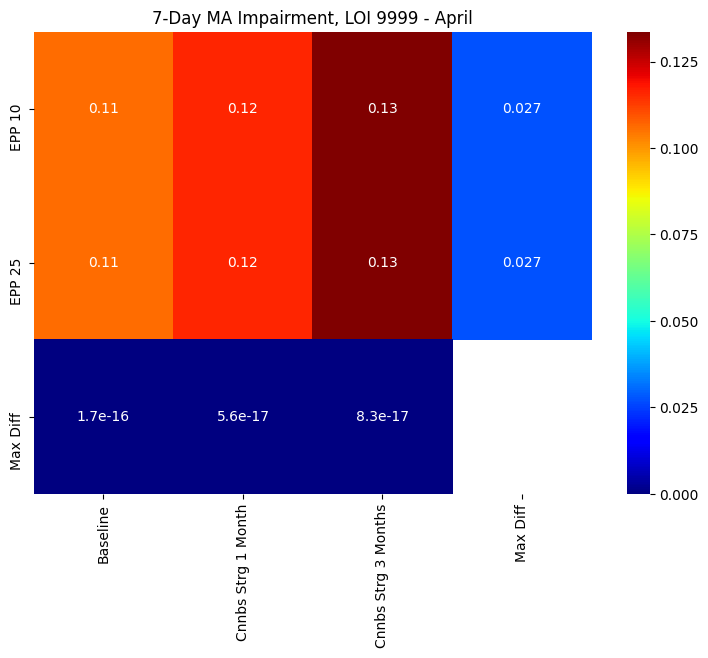 7-Day MA Impairment, LOI 9999 - April
EPP 10
0.11 0.12 0.13 0.027
EPP 25
0.11 0.12 0.13 0.027
Max Diff
1.7e-16 5.6e-17 8.3e-17
Baseline
Cnnbs Strg 1 Month
Cnnbs Strg 3 Months
Max Diff
0.125
0.100
0.075
0.050
0.025
0.000